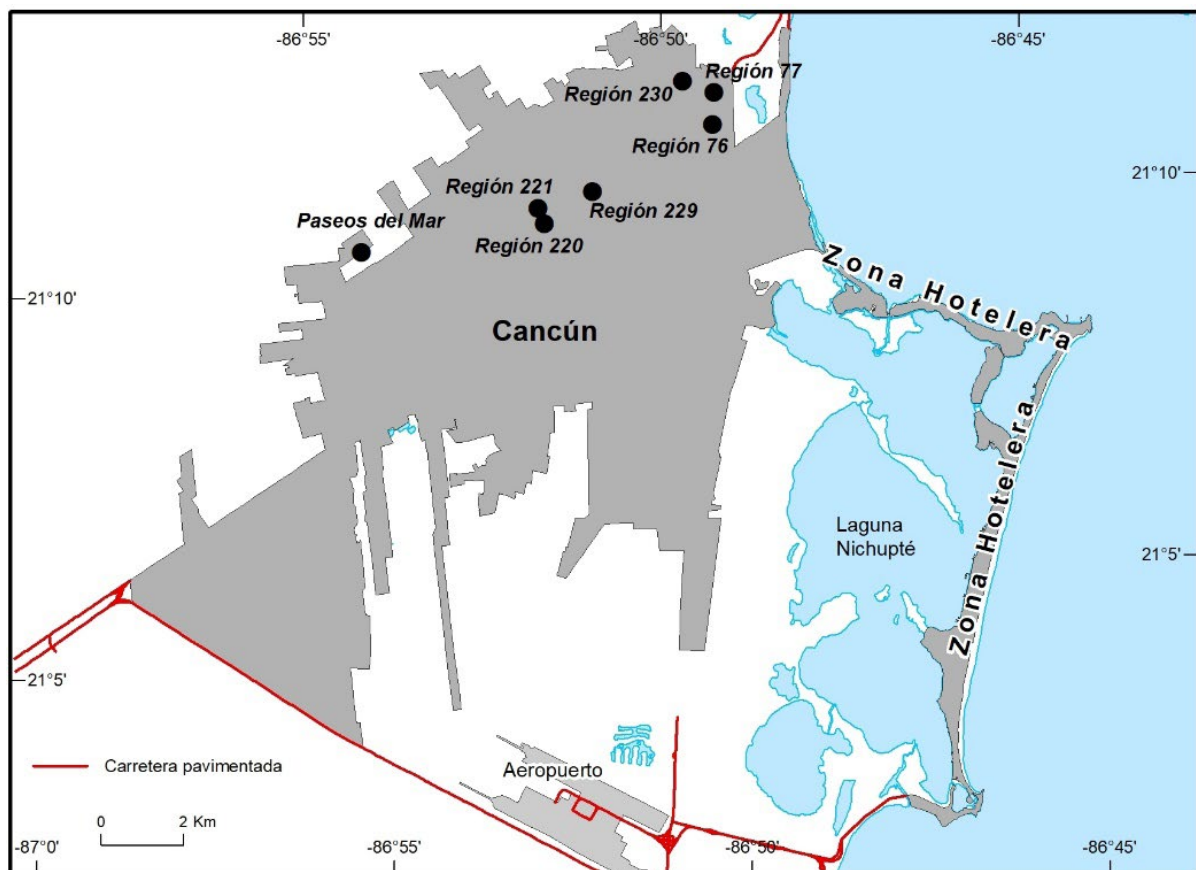 -86°55'
-86°50'
-86°45'
Región 77
Región 230
Región 76
21°10'
Región 221
Región 229
Paseos del Mar
Región 220
Zona Hotelera
21°10'
Cancún
Zona Hotelera
Laguna
Nichupté
21°5'
21°5'
Carretera pavimentada
Aeropuerto
0 2 Km
-87°0'
-86°55'
-86°50'
-86°45'